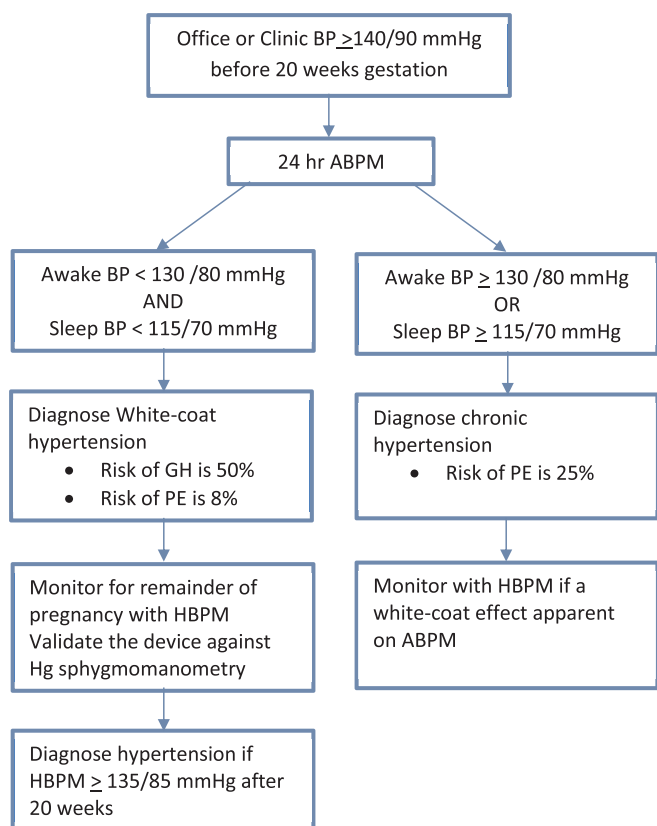 Office or Clinic BP ≥140/90 mmHg
before 20 weeks gestation
24 hr ABPM
Awake BP < 130 /80 mmHg
AND
Sleep BP < 115/70 mmHg
Awake BP ≥ 130 /80 mmHg
OR
Sleep BP ≥ 115/70 mmHg
Diagnose White-coat
hypertension
• Risk of GH is 50%
• Risk of PE is 8%
Diagnose chronic
hypertension
• Risk of PE is 25%
Monitor for remainder of
pregnancy with HBPM
Validate the device against
Hg sphygmomanometry
Monitor with HBPM if a
white-coat effect apparent
on ABPM
Diagnose hypertension if
HBPM ≥ 135/85 mmHg after
20 weeks